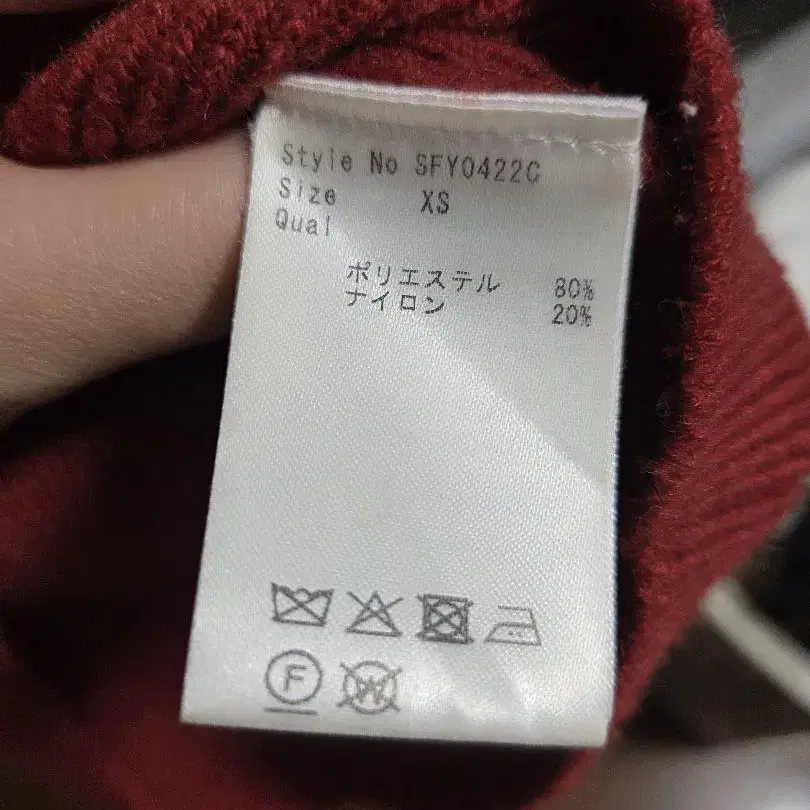 Style No SFY0422C
Size XS
Qual
ポリエステル 80%
ナイロン 20%
F W